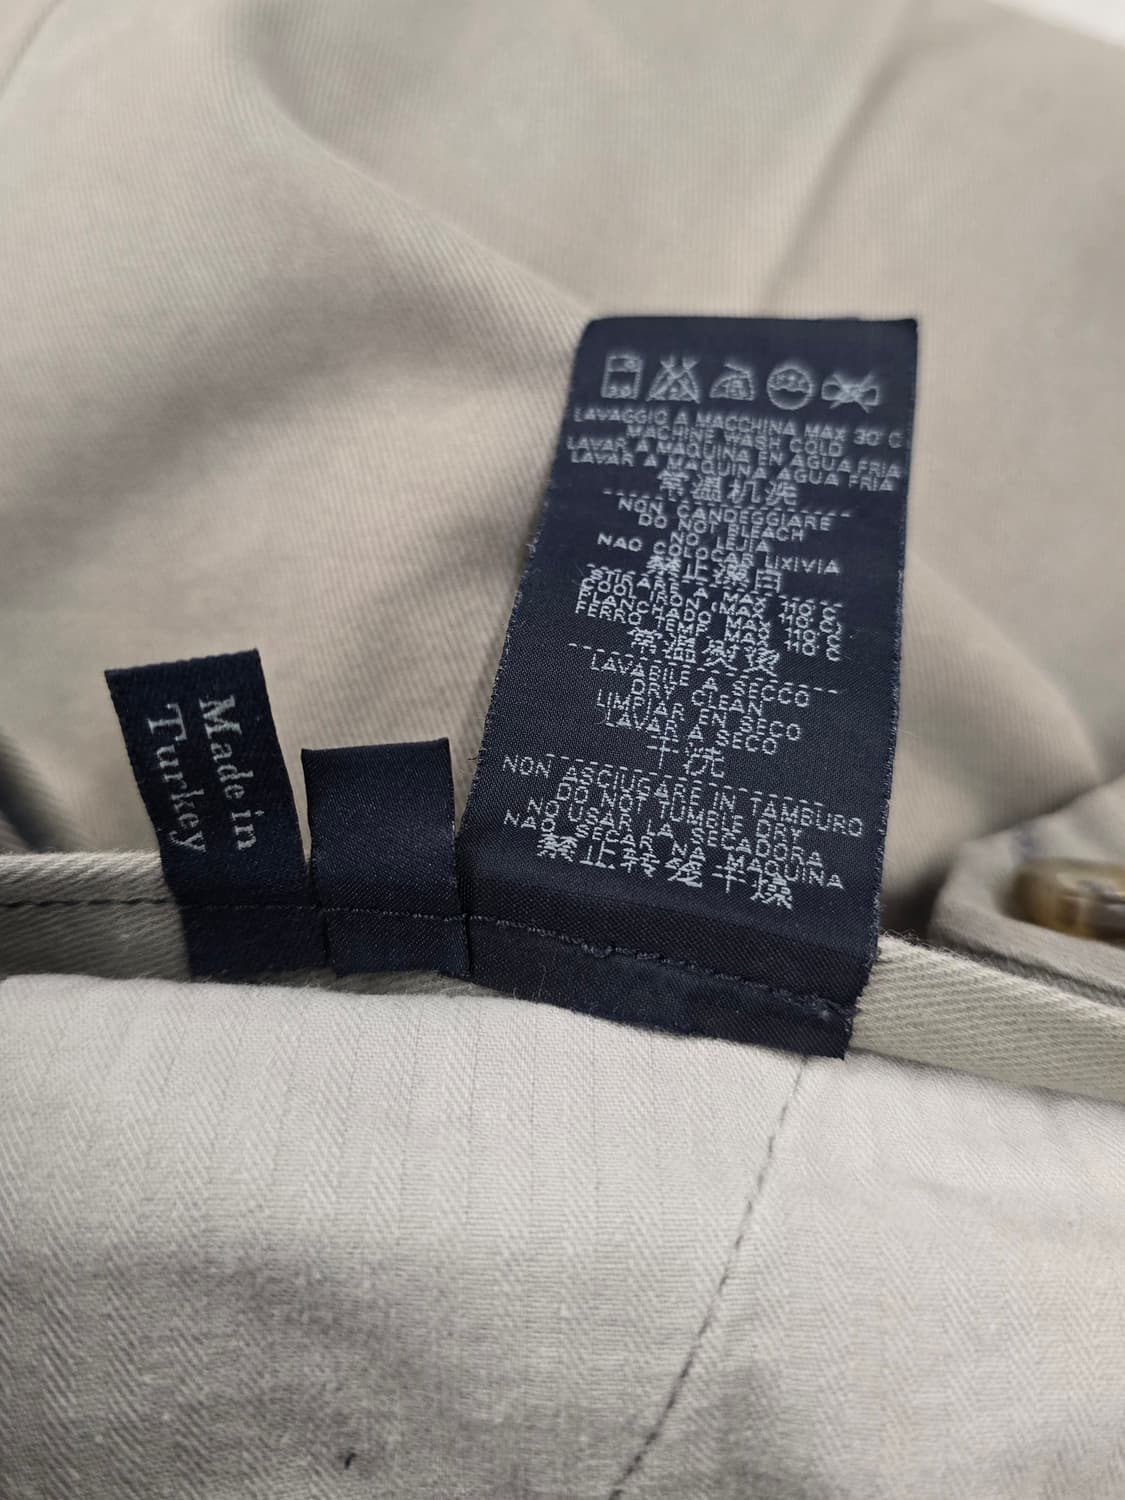 LAVAGGIO A MACCHINA MAX 30°C
MACHINE WASH COLD
LAVAR A MAQUINA EN AGUA FRIA
LAVAR A MAQUINA AGUA FRIA
常温机洗
NON CANDEGGIARE
DO NOT BLEACH
NO LEJIA
NAO COLOCAR LIXIVIA
禁止漂白
STIRARE A MAX 110°C
COOL IRON (MAX 110°C)
PLANCHADO MAX 110°C
FERRO TEMP. MAX 110°C
常温熨烫
LAVABILE A SECCO
DRY CLEAN
LIMPIAR EN SECO
LAVAR A SECO
干洗
NON ASCIUGARE IN TAMBURO
DO NOT TUMBLE DRY
NO USAR LA SECADORA
NAO SECAR NA MAQUINA
禁止转笼干燥
Made in
Turkey